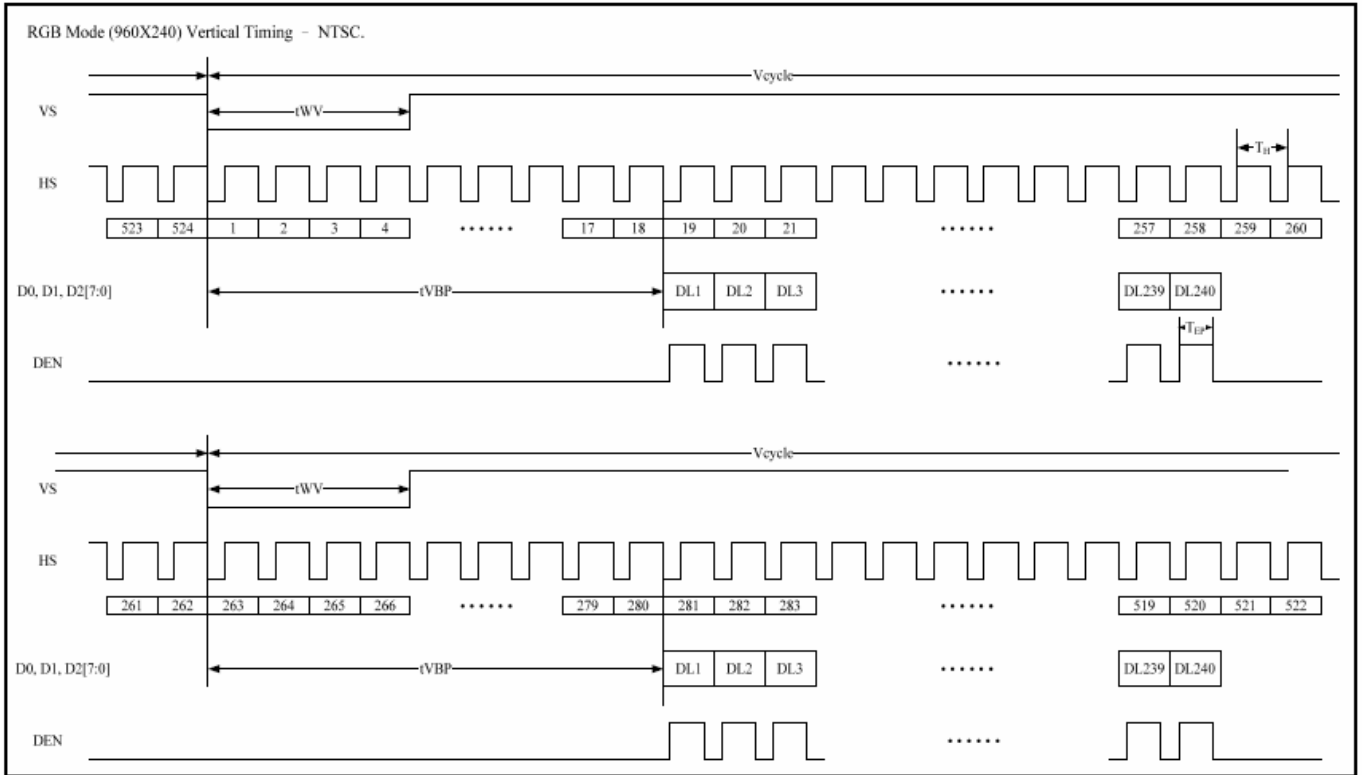 RGB Mode (960X240) Vertical Timing – NTSC.
Vcycle
VS
tWV
TH
HS
523 524 1 2 3 4 ...... 17 18 19 20 21 ...... 257 258 259 260
D0, D1, D2[7:0] tVBP DL1 DL2 DL3 ...... DL239 DL240
TEP
DEN ......
Vcycle
VS
tWV
HS
261 262 263 264 265 266 ...... 279 280 281 282 283 ...... 519 520 521 522
D0, D1, D2[7:0] tVBP DL1 DL2 DL3 ...... DL239 DL240
DEN ......